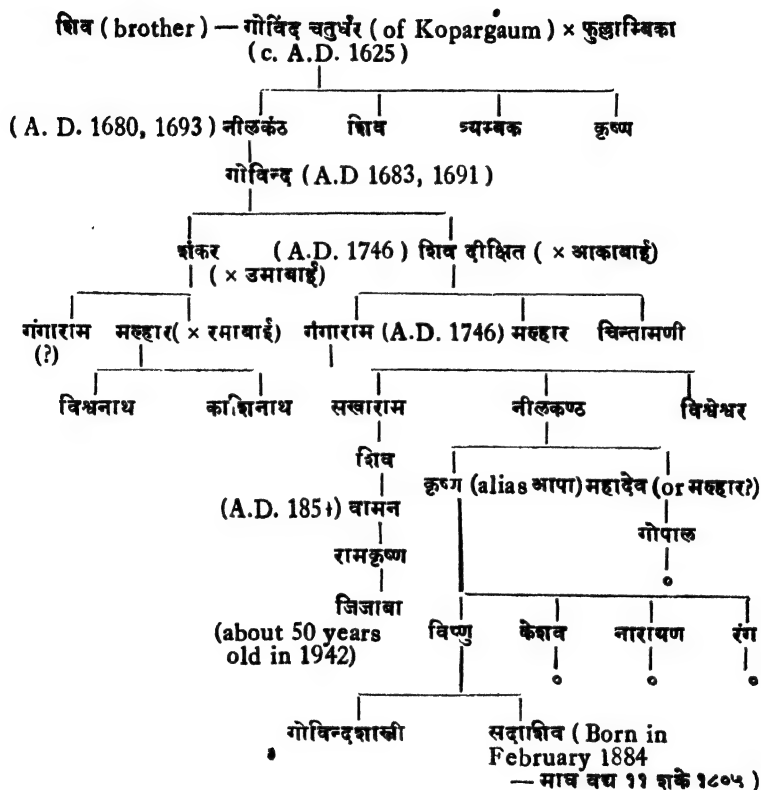 शिव ( brother ) — गोविंद चतुर्धर ( of Kopargaum ) × फुल्लाम्बिका
(c. A.D. 1625)
( A. D. 1680, 1693 ) नीलकंठ शिव त्र्यम्बक कृष्ण
गोविन्द ( A.D 1683, 1691 )
शंकर ( A.D. 1746 ) शिव दीक्षित ( × आकाबाई)
( × उमाबाई)
गंगाराम मल्हार( × रमाबाई) गंगाराम (A.D. 1746) मल्हार चिन्तामणी
(?)
विश्वनाथ काशिनाथ सखाराम नीलकण्ठ विश्वेश्वर
शिव
कृष्ण (alias आपा) महादेव (or मल्हार?)
(A.D. 185) वामन
गोपाल
रामकृष्ण
जिजाबा
(about 50 years विष्णु केशव नारायण रंग
old in 1942)
गोविन्दशास्त्री सदाशिव ( Born in
February 1884
— माघ वद्य ११ शके १८०५ )